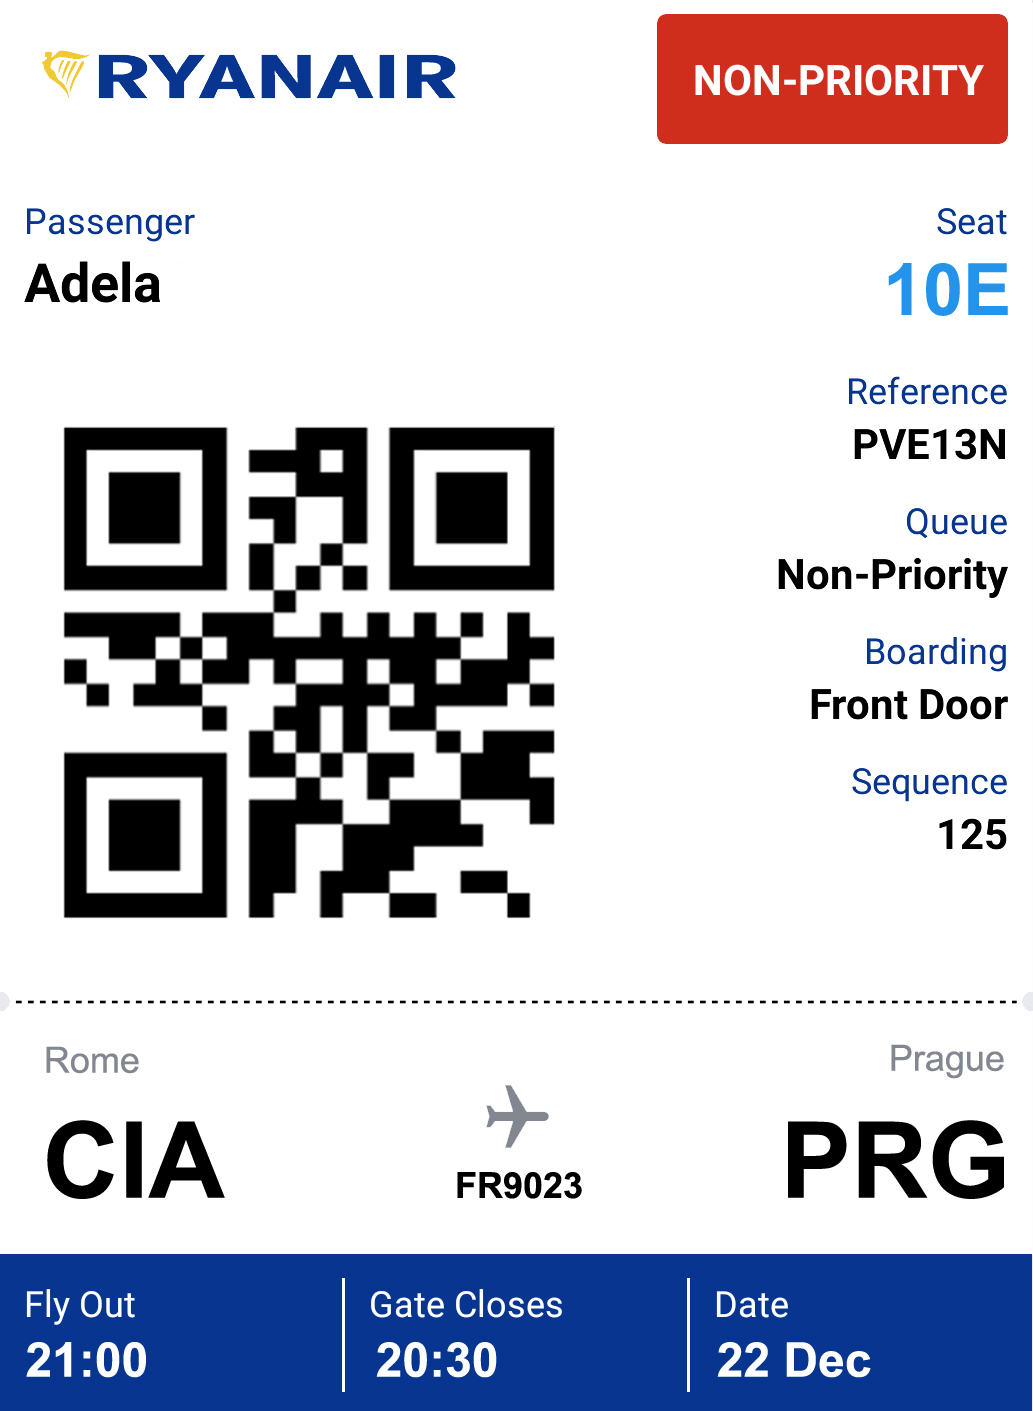 RYANAIR
NON-PRIORITY
Passenger
Adela
Seat
10E
Reference
PVE13N
Queue
Non-Priority
Boarding
Front Door
Sequence
125
Rome
Prague
CIA
FR9023
PRG
Fly Out
21:00
Gate Closes
20:30
Date
22 Dec